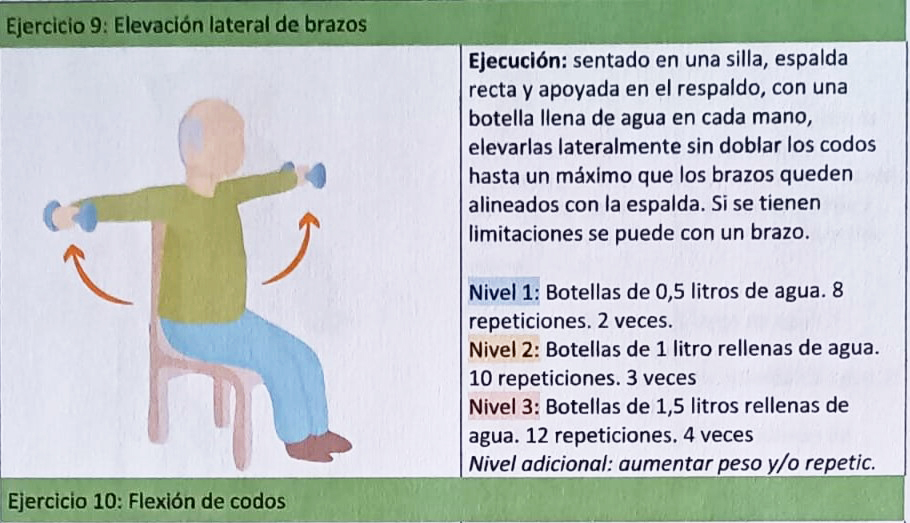 Ejercicio 9: Elevación lateral de brazos
Ejecución: sentado en una silla, espalda
recta y apoyada en el respaldo, con una
botella llena de agua en cada mano,
elevarlas lateralmente sin doblar los codos
hasta un máximo que los brazos queden
alineados con la espalda. Si se tienen
limitaciones se puede con un brazo.
Nivel 1: Botellas de 0,5 litros de agua. 8
repeticiones. 2 veces.
Nivel 2: Botellas de 1 litro rellenas de agua.
10 repeticiones. 3 veces
Nivel 3: Botellas de 1,5 litros rellenas de
agua. 12 repeticiones. 4 veces
Nivel adicional: aumentar peso y/o repetic.
Ejercicio 10: Flexión de codos